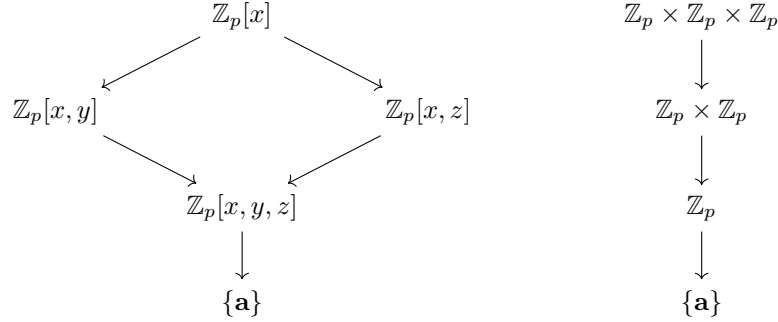 ℤ_p[x]
ℤ_p × ℤ_p × ℤ_p
ℤ_p[x, y]
ℤ_p[x, z]
ℤ_p × ℤ_p
ℤ_p[x, y, z]
ℤ_p
{a}
{a}